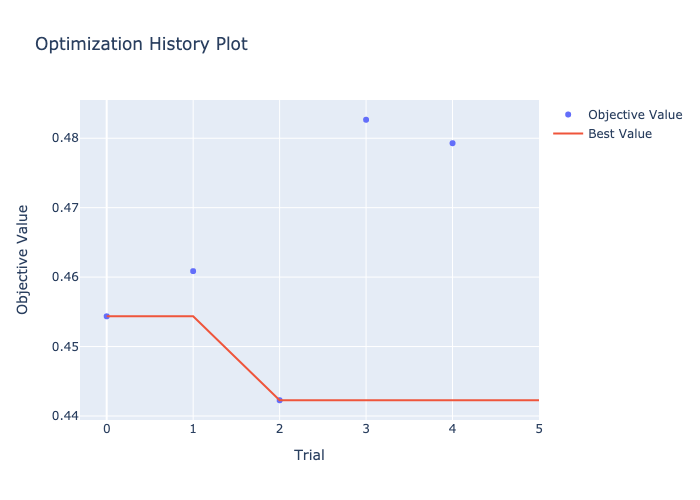 Optimization History Plot
Objective Value
Best Value
0.48
0.47
0.46
0.45
0.44
Objective Value
0 1 2 3 4 5
Trial